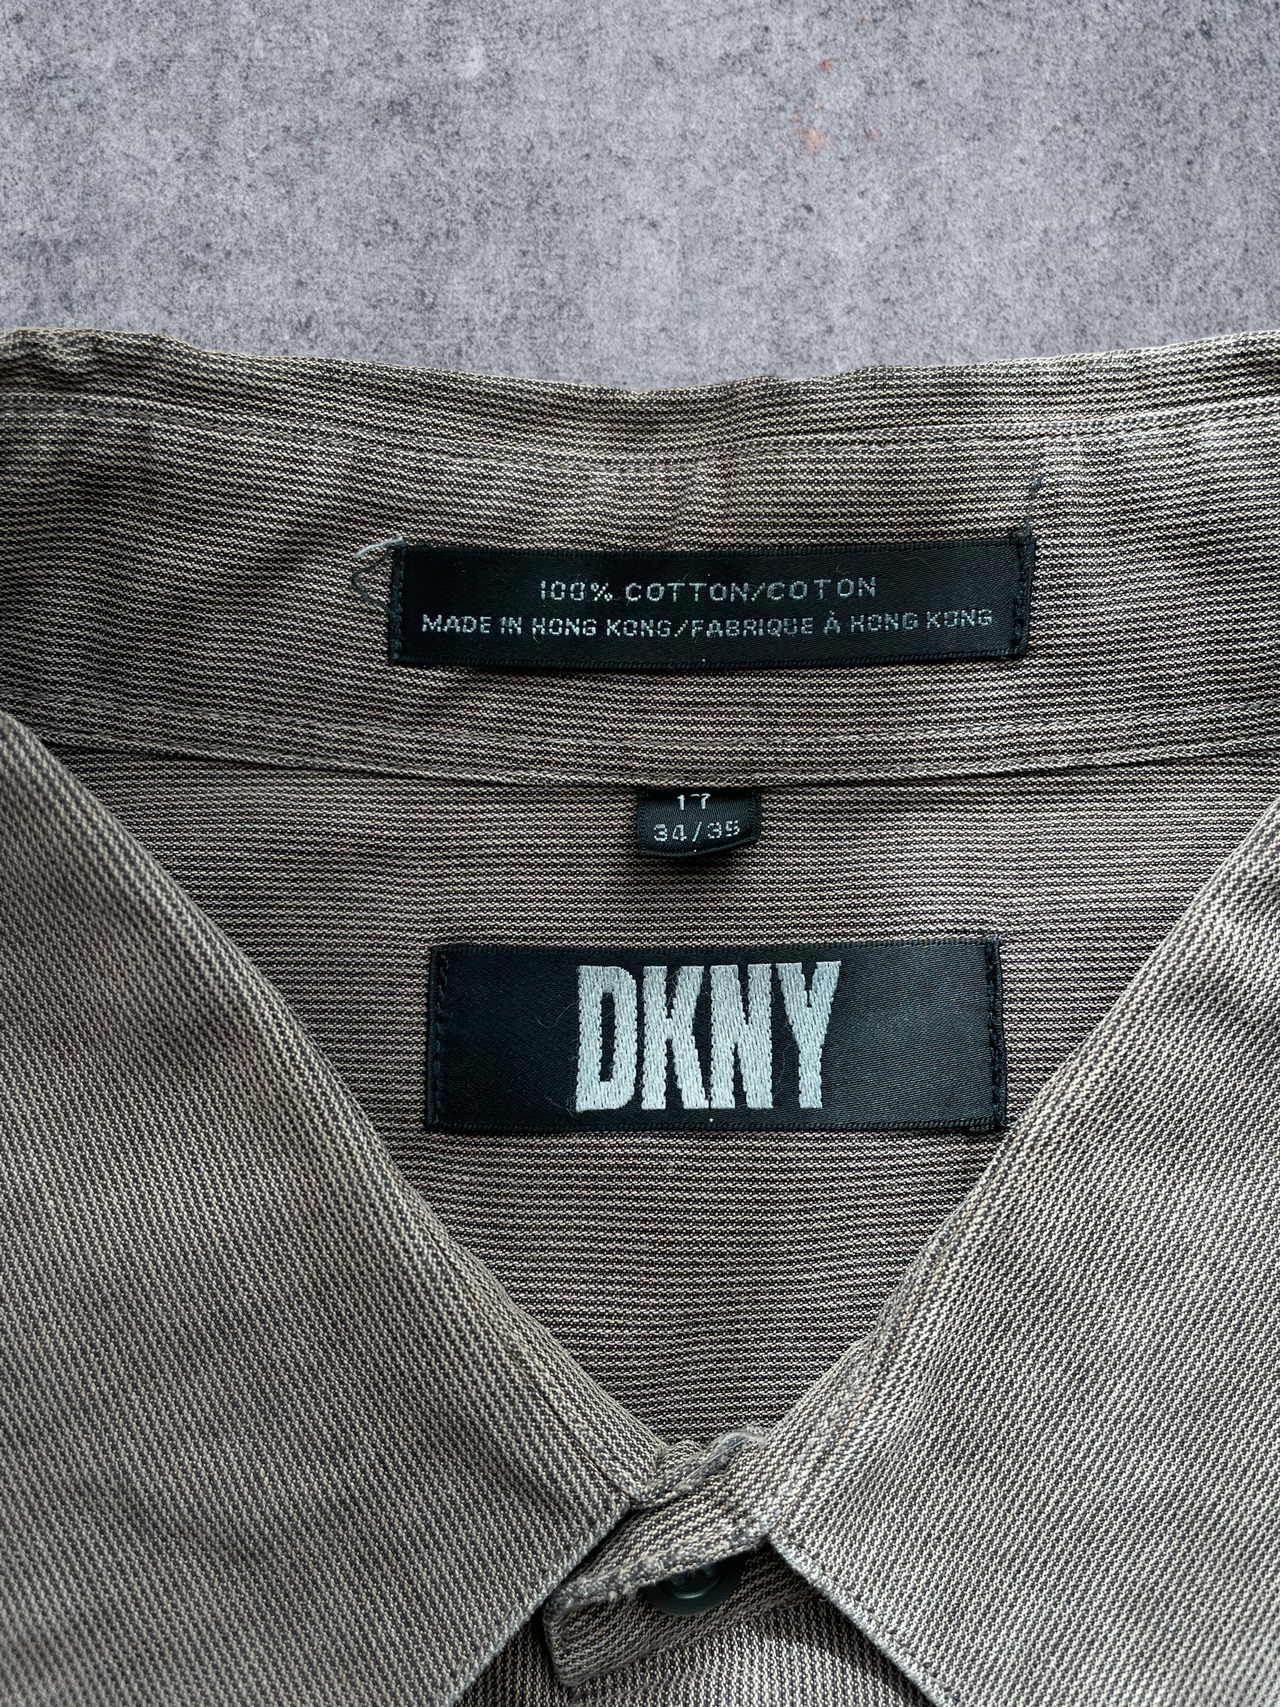 100% COTTON/COTON
MADE IN HONG KONG/FABRIQUE À HONG KONG
17
34/35
DKNY